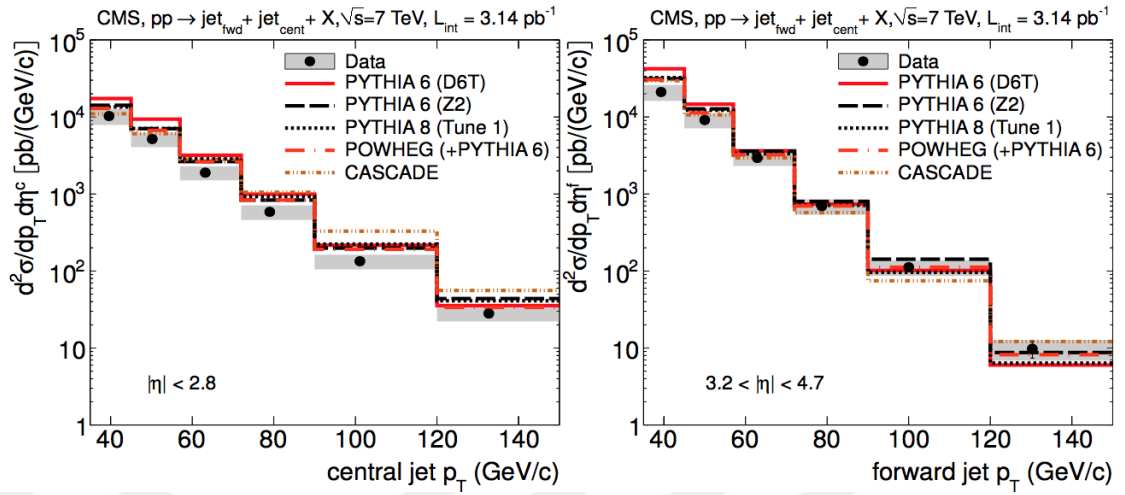 CMS, pp → jet_fwd + jet_cent + X, √s=7 TeV, L_int = 3.14 pb⁻¹
d²σ/dp_T dη^c [pb/(GeV/c)]
10⁵
10⁴
10³
10²
10
1
Data
PYTHIA 6 (D6T)
PYTHIA 6 (Z2)
PYTHIA 8 (Tune 1)
POWHEG (+PYTHIA 6)
CASCADE
|η| < 2.8
40 60 80 100 120 140
central jet p_T (GeV/c)
CMS, pp → jet_fwd + jet_cent + X, √s=7 TeV, L_int = 3.14 pb⁻¹
d²σ/dp_T dη^f [pb/(GeV/c)]
10⁵
10⁴
10³
10²
10
1
Data
PYTHIA 6 (D6T)
PYTHIA 6 (Z2)
PYTHIA 8 (Tune 1)
POWHEG (+PYTHIA 6)
CASCADE
3.2 < |η| < 4.7
40 60 80 100 120 140
forward jet p_T (GeV/c)